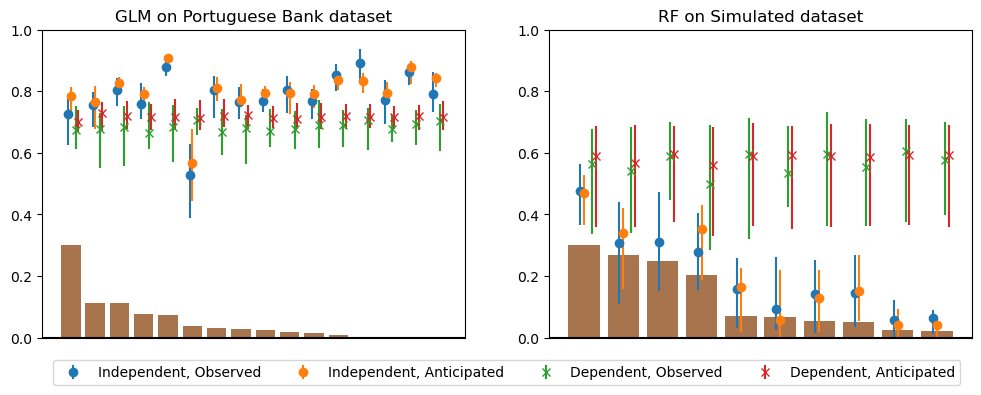 GLM on Portuguese Bank dataset
1.0
0.8
0.6
0.4
0.2
0.0
RF on Simulated dataset
1.0
0.8
0.6
0.4
0.2
0.0
Independent, Observed
Independent, Anticipated
Dependent, Observed
Dependent, Anticipated